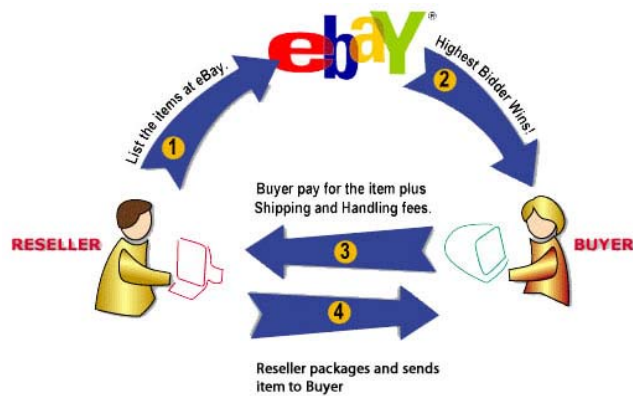 ebaY®
List the items at eBay.
1
Highest Bidder Wins!
2
Buyer pay for the item plus
Shipping and Handling fees.
RESELLER
BUYER
3
4
Reseller packages and sends
item to Buyer